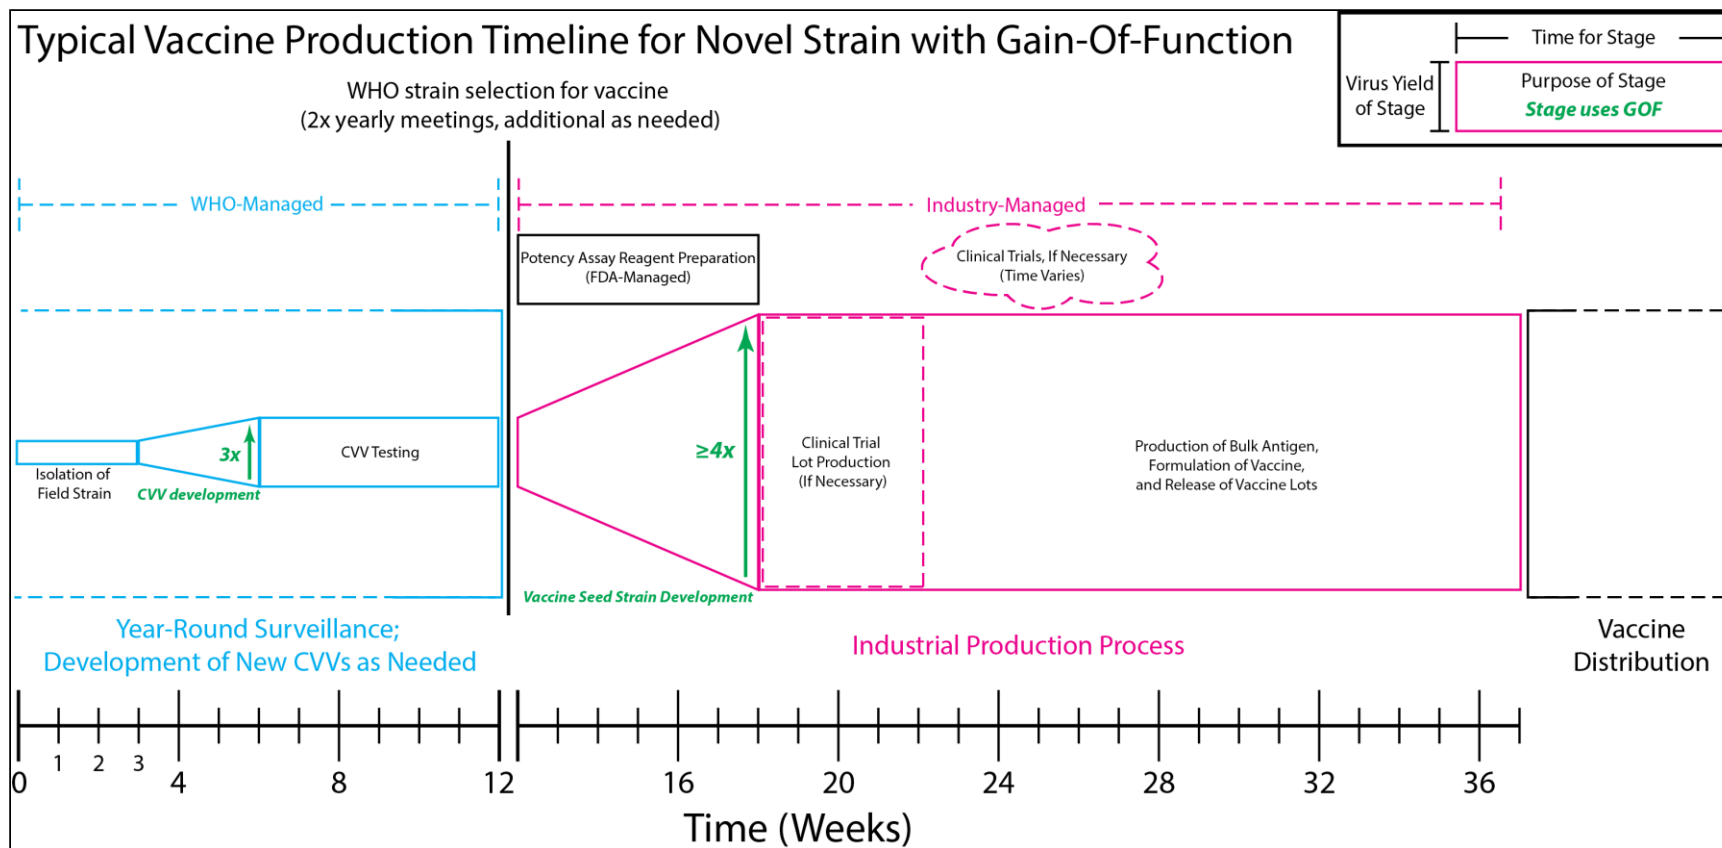 Typical Vaccine Production Timeline for Novel Strain with Gain-Of-Function
Time for Stage
Virus Yield
of Stage
Purpose of Stage
Stage uses GOF
WHO strain selection for vaccine
(2x yearly meetings, additional as needed)
WHO-Managed
Industry-Managed
Potency Assay Reagent Preparation
(FDA-Managed)
Clinical Trials, If Necessary
(Time Varies)
Isolation of
Field Strain
3x
CVV development
CVV Testing
≥4x
Vaccine Seed Strain Development
Clinical Trial
Lot Production
(If Necessary)
Production of Bulk Antigen,
Formulation of Vaccine,
and Release of Vaccine Lots
Year-Round Surveillance;
Development of New CVVs as Needed
Industrial Production Process
Vaccine
Distribution
0 1 2 3 4 8 12 16 20 24 28 32 36
Time (Weeks)